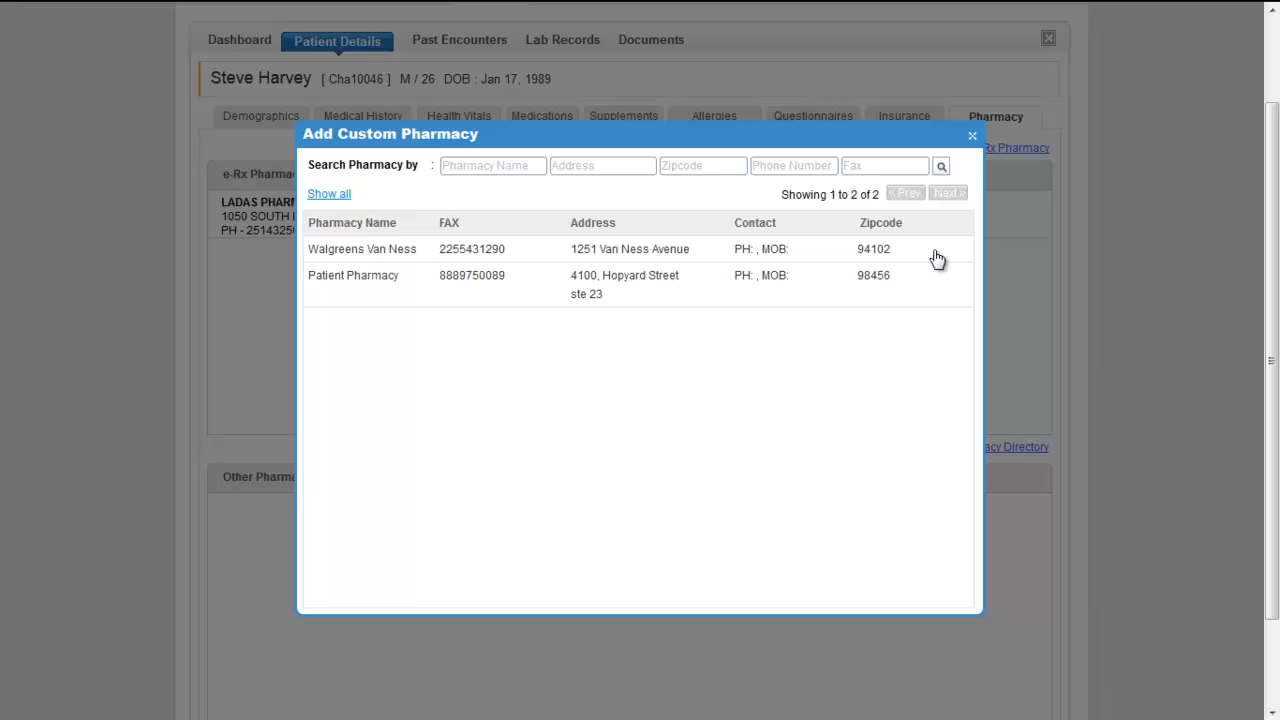 Dashboard Patient Details Past Encounters Lab Records Documents
Steve Harvey [ Cha10046 ] M / 26 DOB : Jan 17, 1989
Demographics Medical History Health Vitals Medications Supplements Allergies Questionnaires Insurance Pharmacy
Add Custom Pharmacy
Rx Pharmacy
Search Pharmacy by : Pharmacy Name Address Zipcode Phone Number Fax
e-Rx Pharma
Show all Showing 1 to 2 of 2 « Prev Next »
LADAS PHARM
1050 SOUTH
PH - 25143256
Pharmacy Name FAX Address Contact Zipcode
Walgreens Van Ness 2255431290 1251 Van Ness Avenue PH: , MOB: 94102
Patient Pharmacy 8889750089 4100, Hopyard Street PH: , MOB: 98456
ste 23
acy Directory
Other Pharma